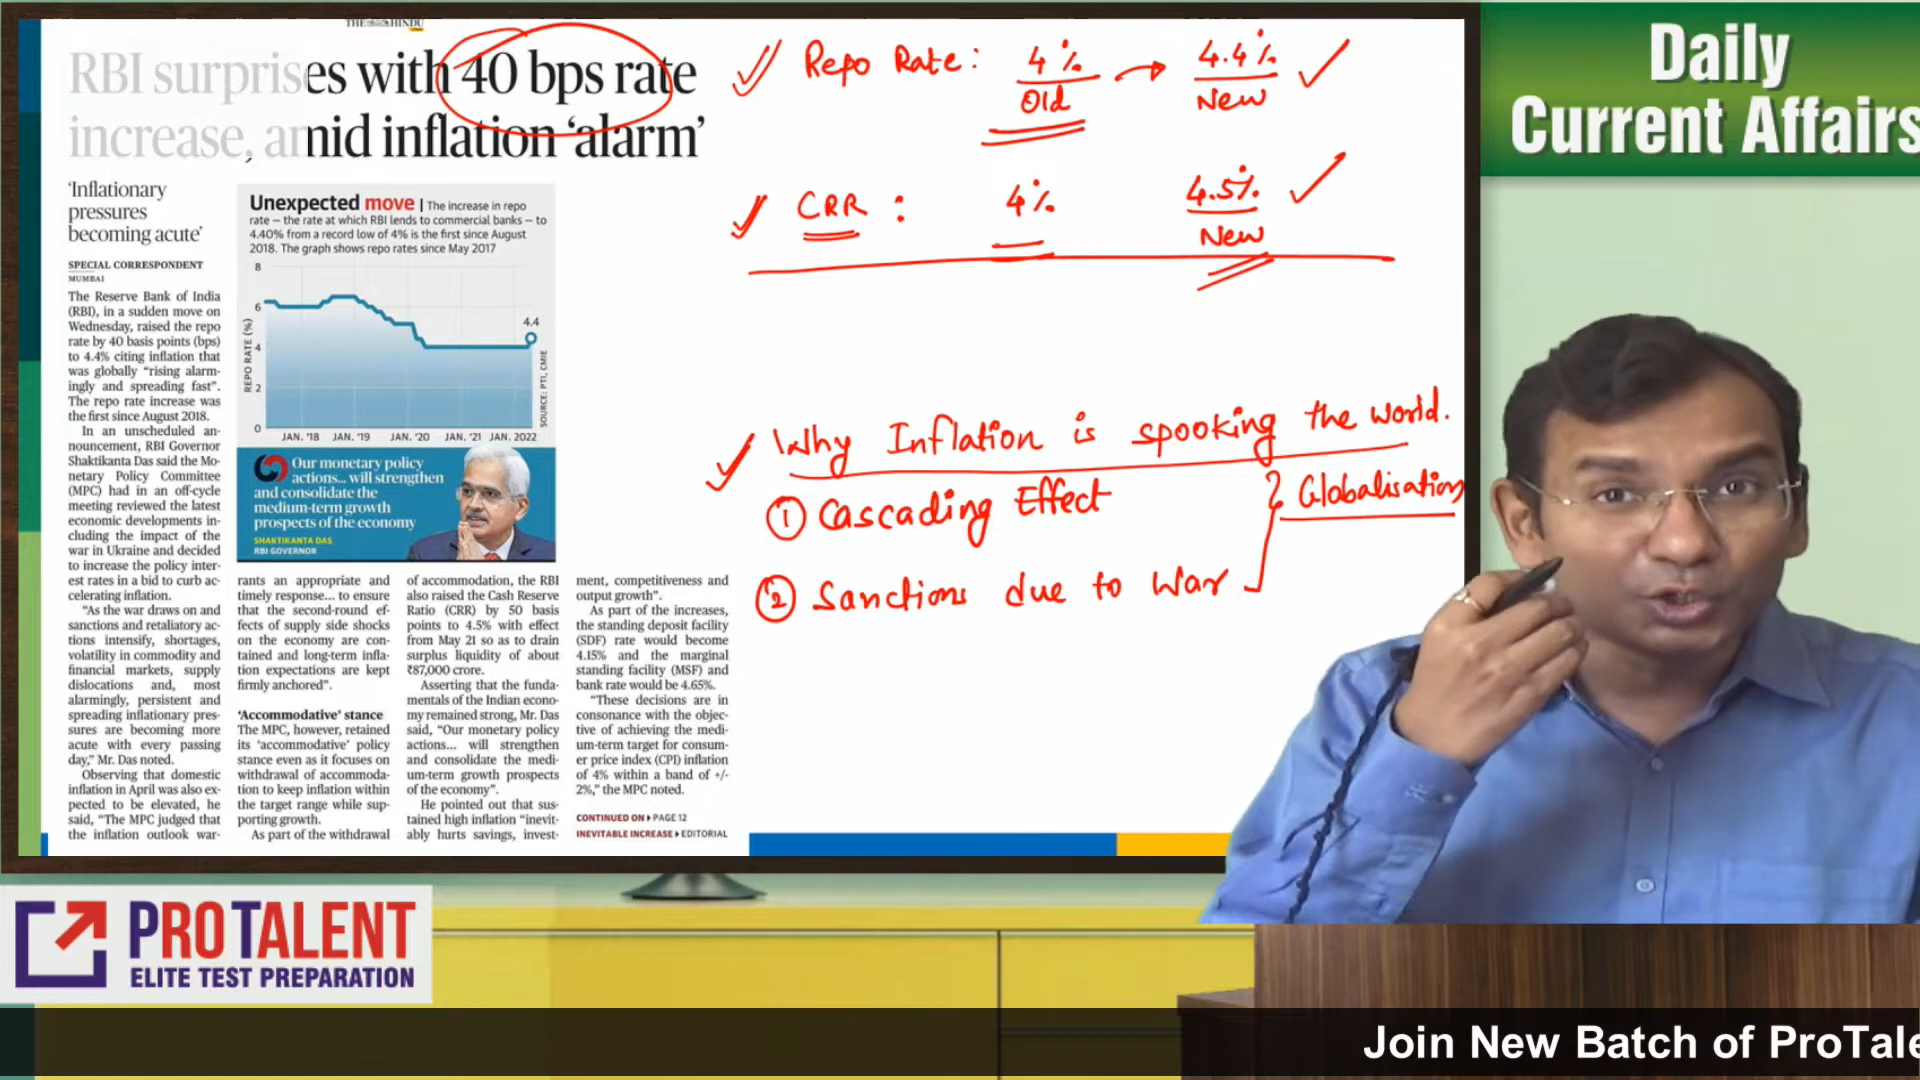 THE HINDU
RBI surprises with 40 bps rate
increase, amid inflation ‘alarm’
‘Inflationary
pressures
becoming acute’
SPECIAL CORRESPONDENT
MUMBAI
The Reserve Bank of India
(RBI), in a sudden move on
Wednesday, raised the repo
rate by 40 basis points (bps)
to 4.4% citing inflation that
was globally “rising alarm-
ingly and spreading fast”.
The repo rate increase was
the first since August 2018.
In an unscheduled an-
nouncement, RBI Governor
Shaktikanta Das said the Mo-
netary Policy Committee
(MPC) had in an off-cycle
meeting reviewed the latest
economic developments in-
cluding the impact of the
war in Ukraine and decided
to increase the policy inter-
est rates in a bid to curb ac-
celerating inflation.
“As the war draws on and
sanctions and retaliatory ac-
tions intensify, shortages,
volatility in commodity and
financial markets, supply
dislocations and, most
alarmingly, persistent and
spreading inflationary pres-
sures are becoming more
acute with every passing
day,” Mr. Das noted.
Observing that domestic
inflation in April was also ex-
pected to be elevated, he
said, “The MPC judged that
the inflation outlook war-
Unexpected move | The increase in repo
rate – the rate at which RBI lends to commercial banks – to
4.40% from a record low of 4% is the first since August
2018. The graph shows repo rates since May 2017
8
6
4
2
0
REPO RATE (%)
4.4
JAN. '18 JAN. '19 JAN. '20 JAN. '21 JAN. 2022
SOURCE: PTI, CMIE
Our monetary policy
actions... will strengthen
and consolidate the
medium-term growth
prospects of the economy
SHAKTIKANTA DAS
RBI GOVERNOR
rants an appropriate and
timely response... to ensure
that the second-round ef-
fects of supply side shocks
on the economy are con-
tained and long-term infla-
tion expectations are kept
firmly anchored”.
‘Accommodative’ stance
The MPC, however, retained
its ‘accommodative’ policy
stance even as it focuses on
withdrawal of accommoda-
tion to keep inflation within
the target range while sup-
porting growth.
As part of the withdrawal
of accommodation, the RBI
also raised the Cash Reserve
Ratio (CRR) by 50 basis
points to 4.5% with effect
from May 21 so as to drain
surplus liquidity of about
₹87,000 crore.
Asserting that the funda-
mentals of the Indian econo-
my remained strong, Mr. Das
said, “Our monetary policy
actions... will strengthen
and consolidate the medi-
um-term growth prospects
of the economy”.
He pointed out that sus-
tained high inflation “inevit-
ably hurts savings, invest-
ment, competitiveness and
output growth”.
As part of the increases,
the standing deposit facility
(SDF) rate would become
4.15% and the marginal
standing facility (MSF) and
bank rate would be 4.65%.
“These decisions are in
consonance with the objec-
tive of achieving the medi-
um-term target for consum-
er price index (CPI) inflation
of 4% within a band of +/-
2%,” the MPC noted.
CONTINUED ON ▸ PAGE 12
INEVITABLE INCREASE ▸ EDITORIAL
Repo Rate : 4% → 4.4%
Old New
CRR : 4% 4.5%
New
Why Inflation is spooking the world.
① Cascading Effect
Globalisation
② Sanctions due to War
Daily
Current Affairs
PROTALENT
ELITE TEST PREPARATION
Join New Batch of ProTale